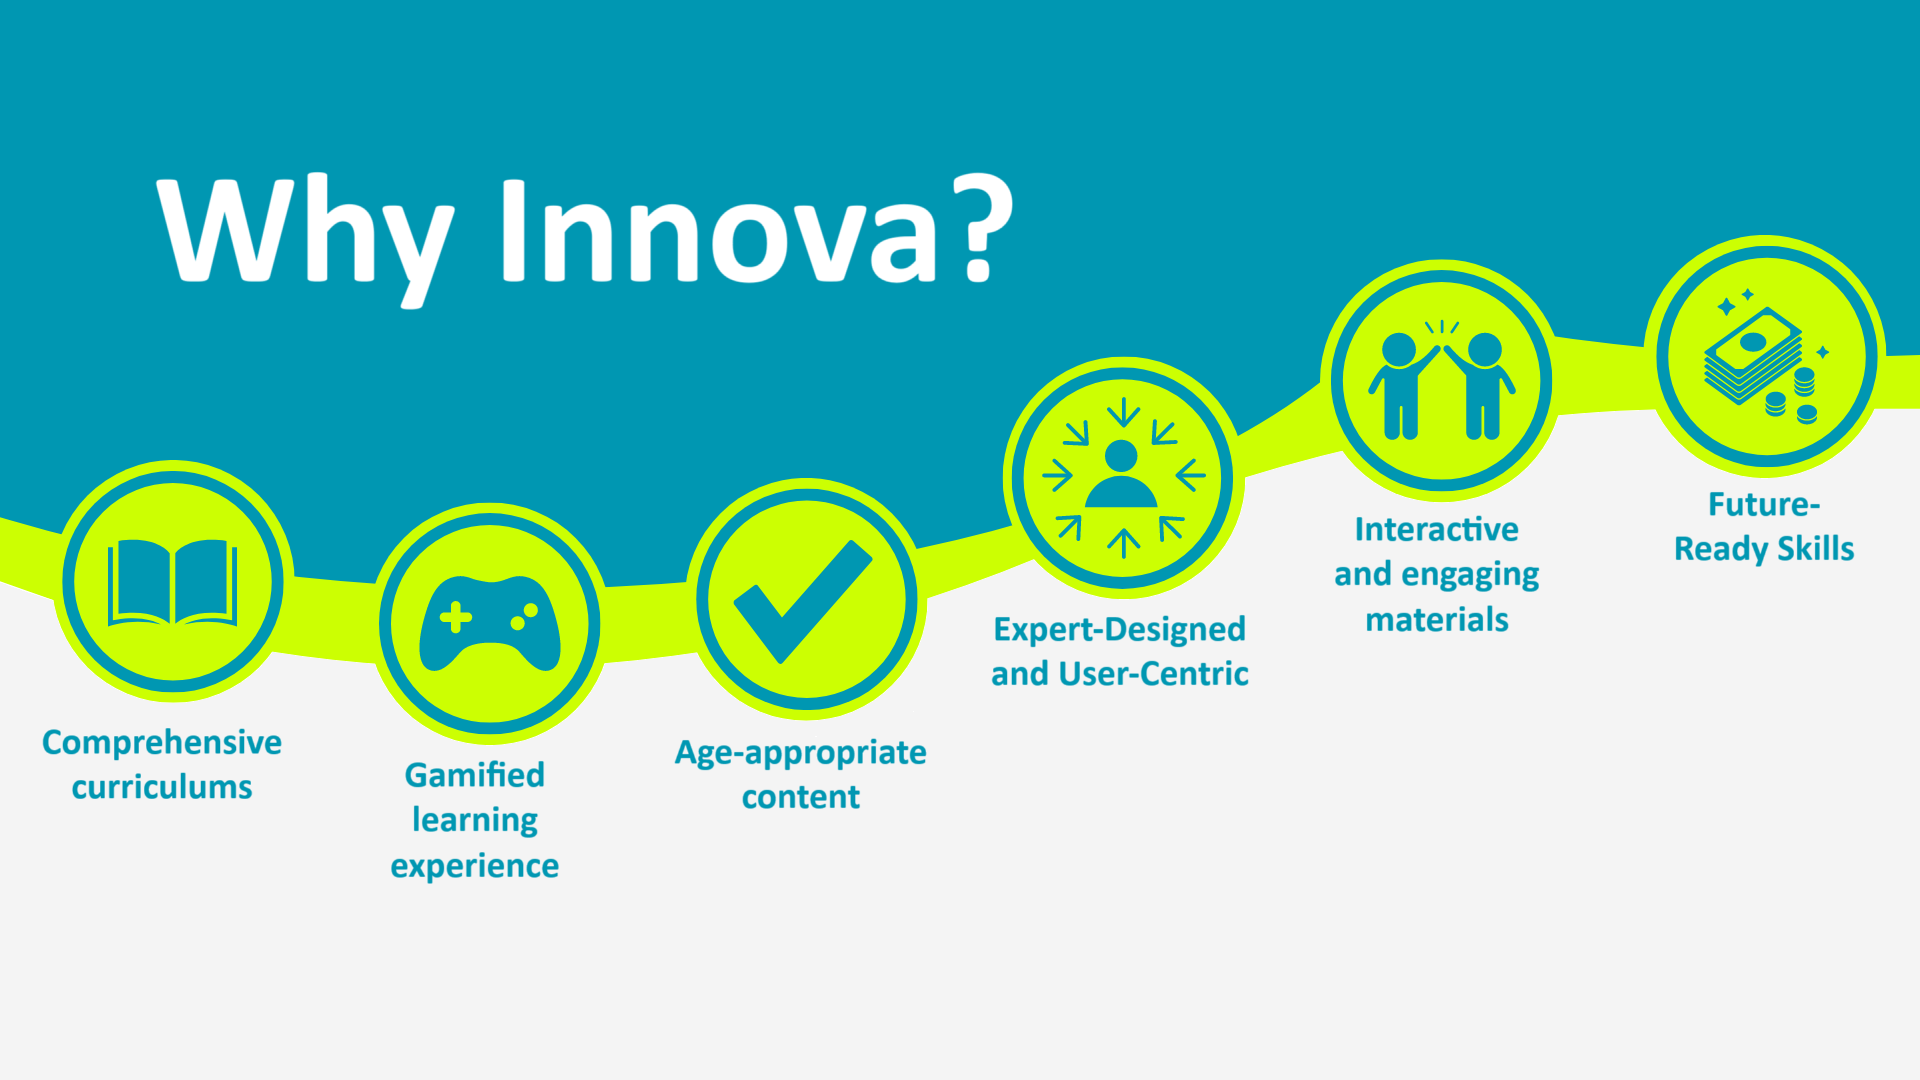 Why Innova?
Comprehensive
curriculums
Gamified
learning
experience
Age-appropriate
content
Expert-Designed
and User-Centric
Interactive
and engaging
materials
Future-
Ready Skills